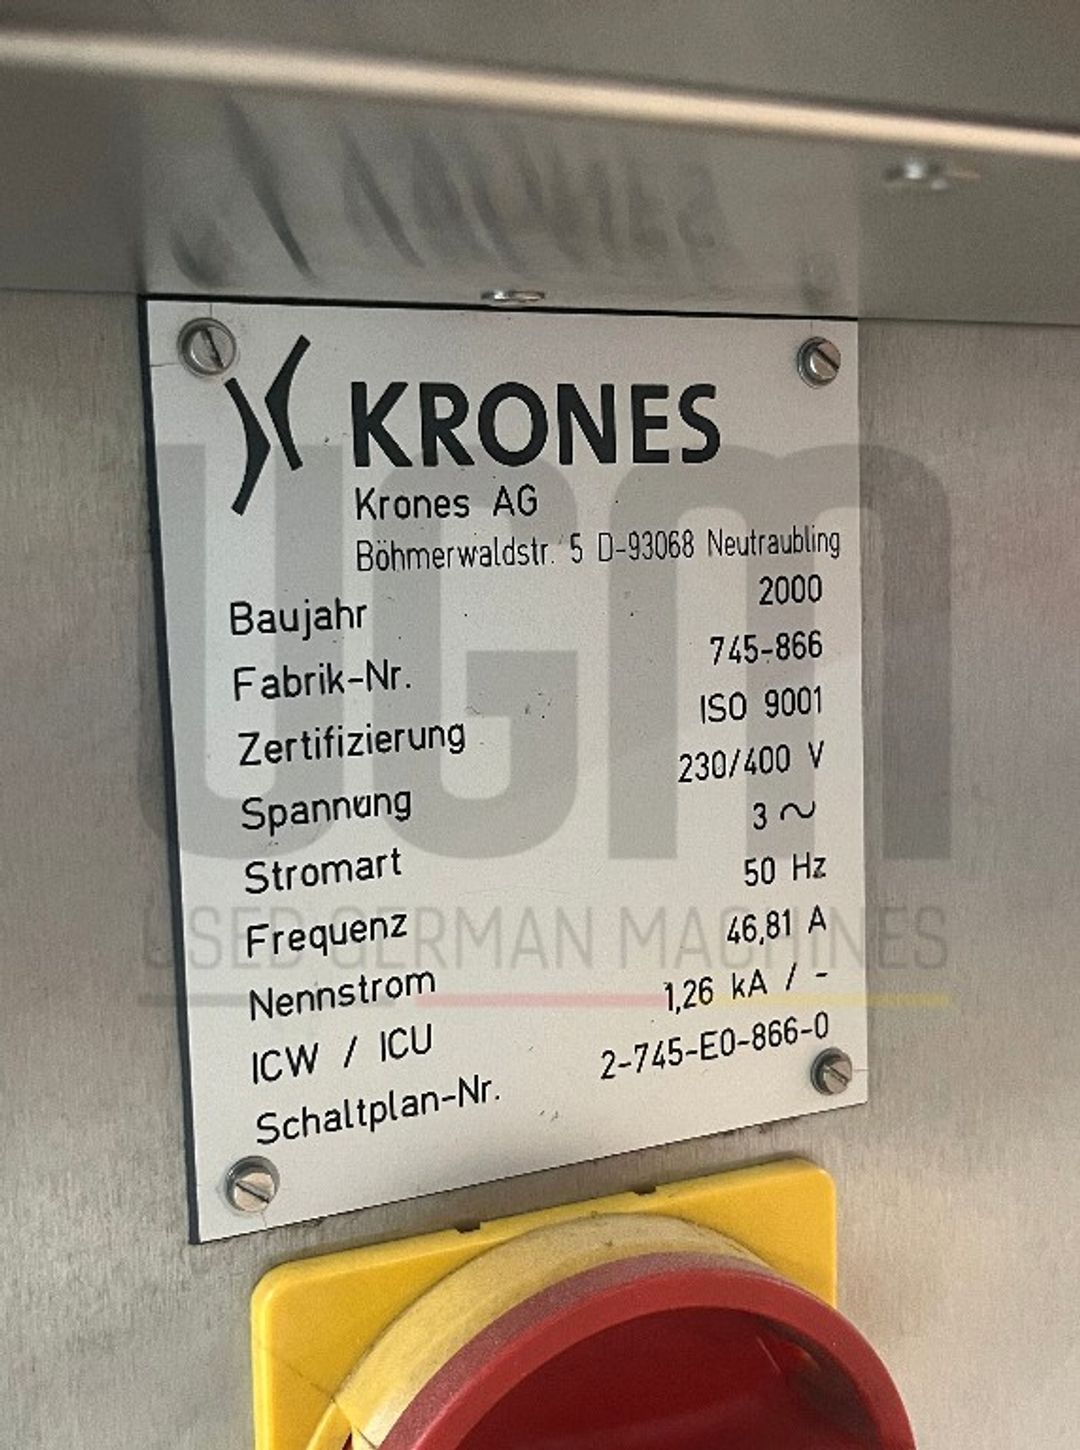 KRONES
Krones AG
Böhmerwaldstr. 5 D-93068 Neutraubling
Baujahr 2000
Fabrik-Nr. 745-866
Zertifizierung ISO 9001
Spannung 230/400 V
Stromart 3 ~
Frequenz 50 Hz
Nennstrom 46,81 A
ICW / ICU 1,26 kA / -
Schaltplan-Nr. 2-745-E0-866-0
UGM
USED GERMAN MACHINES